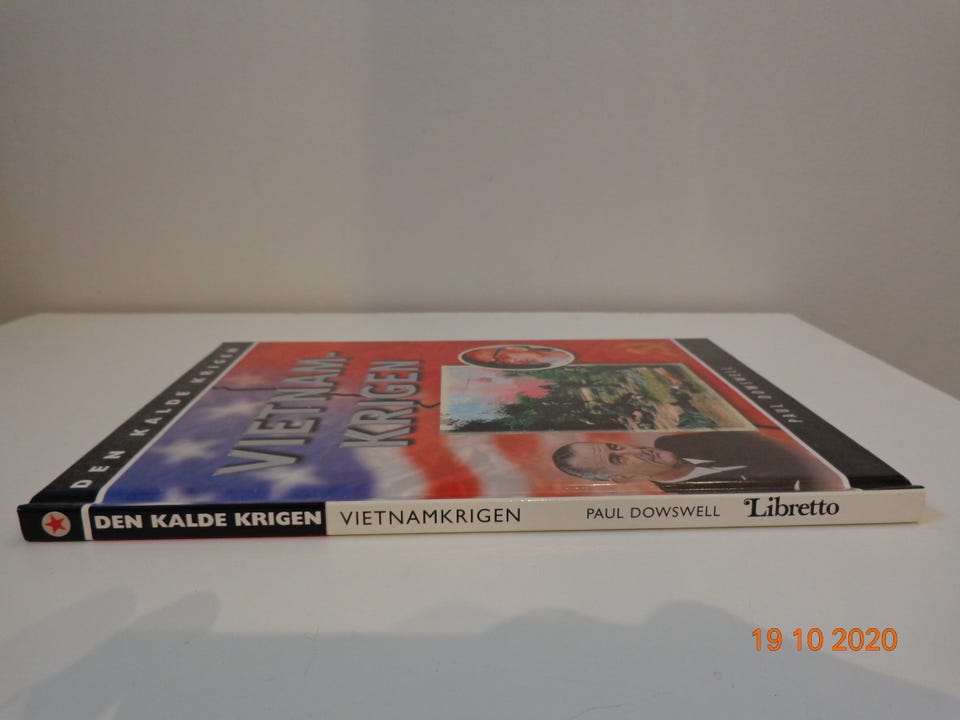 DEN KALDE KRIGEN
VIETNAM-
KRIGEN
PAUL DOWSWELL
DEN KALDE KRIGEN VIETNAMKRIGEN PAUL DOWSWELL Libretto
19 10 2020